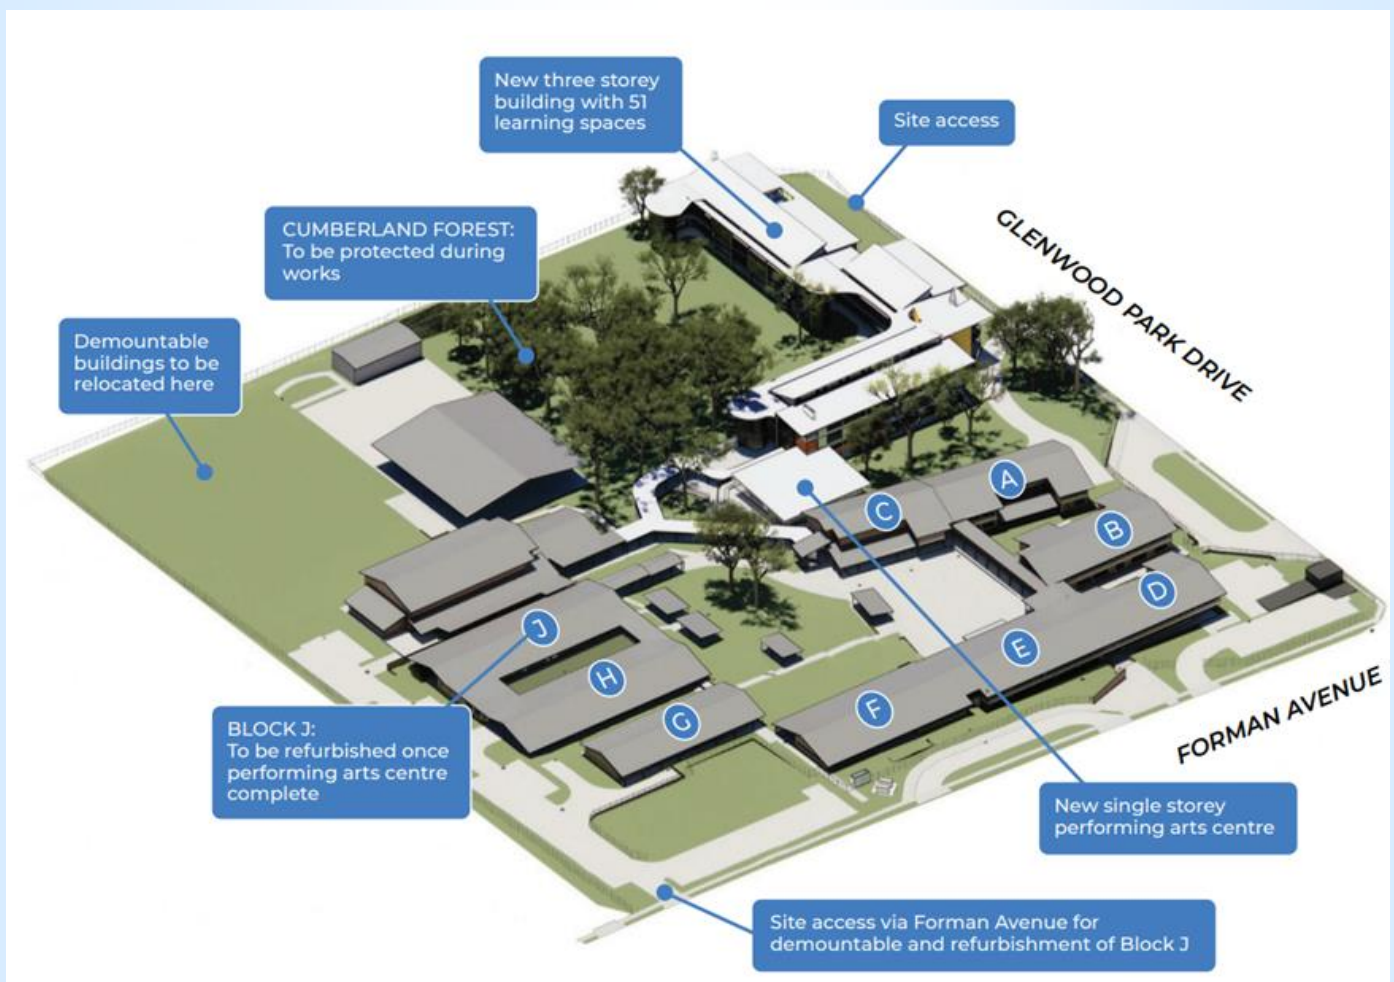 New three storey
building with 51
learning spaces
Site access
CUMBERLAND FOREST:
To be protected during
works
GLENWOOD PARK DRIVE
Demountable
buildings to be
relocated here
A
C
B
D
J
E
H
F
G
FORMAN AVENUE
BLOCK J:
To be refurbished once
performing arts centre
complete
New single storey
performing arts centre
Site access via Forman Avenue for
demountable and refurbishment of Block J